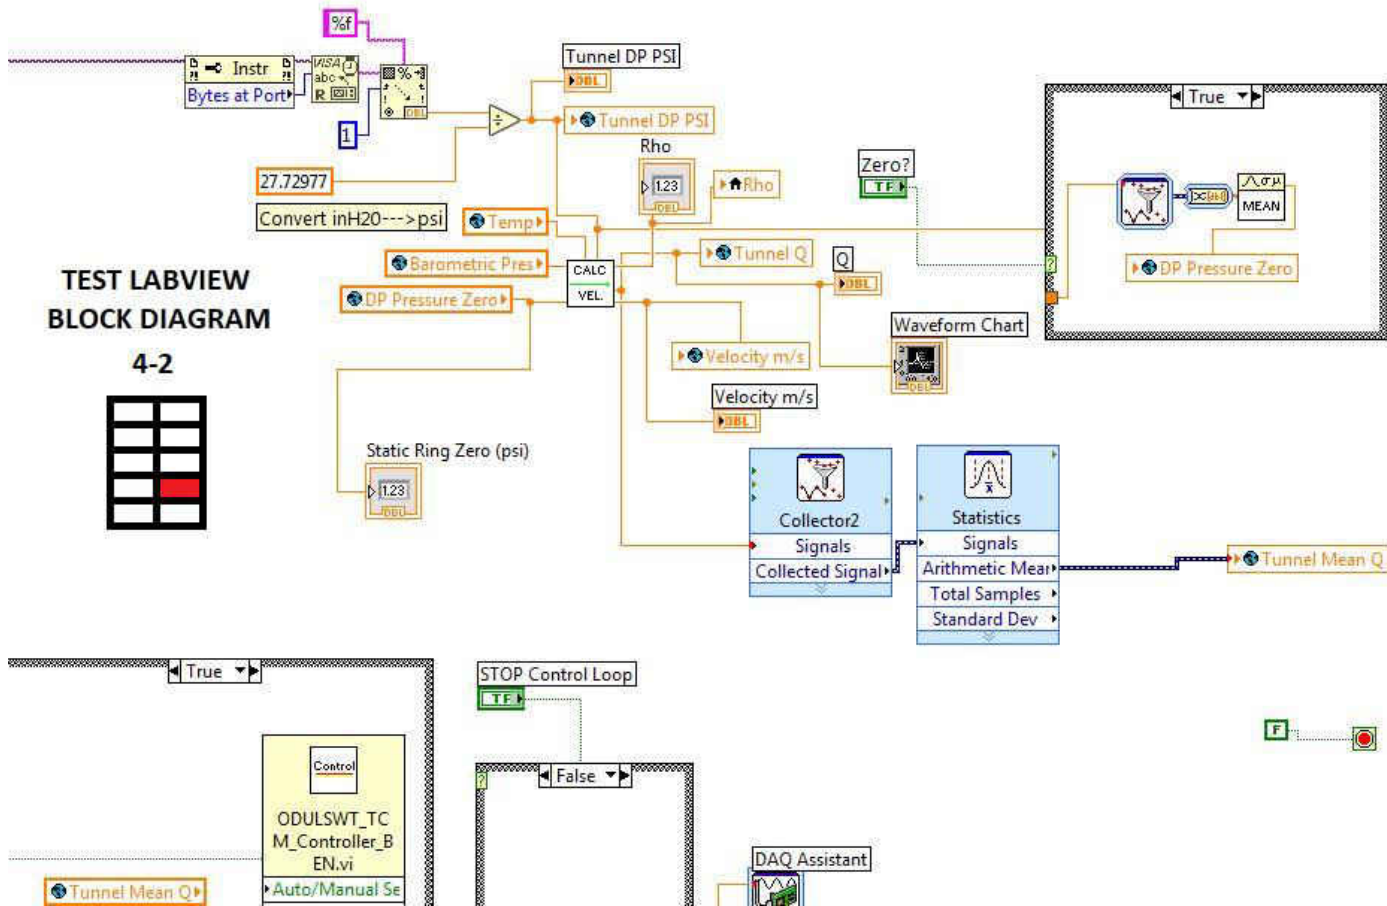 %f
Instr
Bytes at Port
VISA
abc
R
%
DBL
1
27.72977
Convert inH20--->psi
Tunnel DP PSI
DBL
Tunnel DP PSI
Rho
1.23
DBL
Rho
Temp
Barometric Pres
DP Pressure Zero
CALC
VEL.
Tunnel Q
Q
DBL
Zero?
TF
True
MEAN
DP Pressure Zero
?
TEST LABVIEW
BLOCK DIAGRAM
4-2
Velocity m/s
Waveform Chart
DBL
Velocity m/s
DBL
Static Ring Zero (psi)
1.23
DBL
Collector2
Signals
Collected Signal
Statistics
Signals
Arithmetic Mear
Total Samples
Standard Dev
Tunnel Mean Q
True
Control
ODULSWT_TC
M_Controller_B
EN.vi
Auto/Manual Se
Tunnel Mean Q
STOP Control Loop
TF
?
False
DAQ Assistant
F